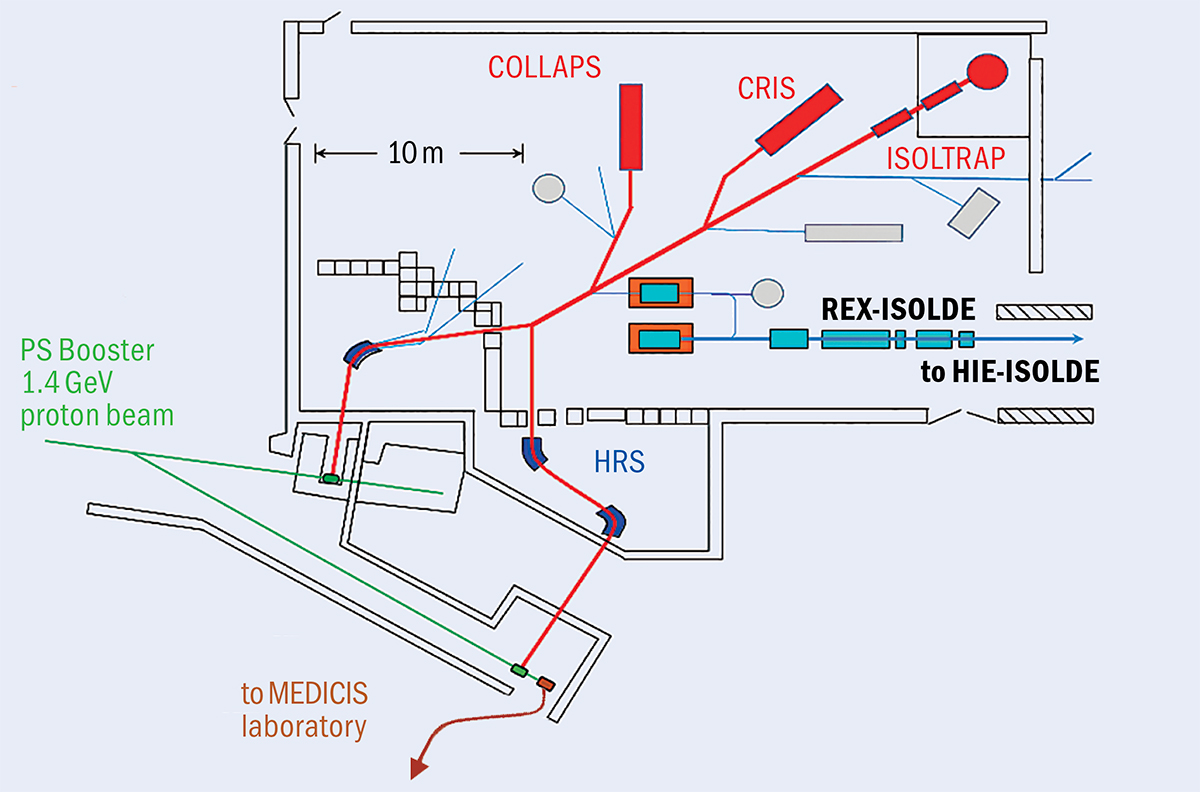 COLLAPS
CRIS
10 m
ISOLTRAP
REX-ISOLDE
to HIE-ISOLDE
PS Booster
1.4 GeV
proton beam
HRS
to MEDICIS
laboratory